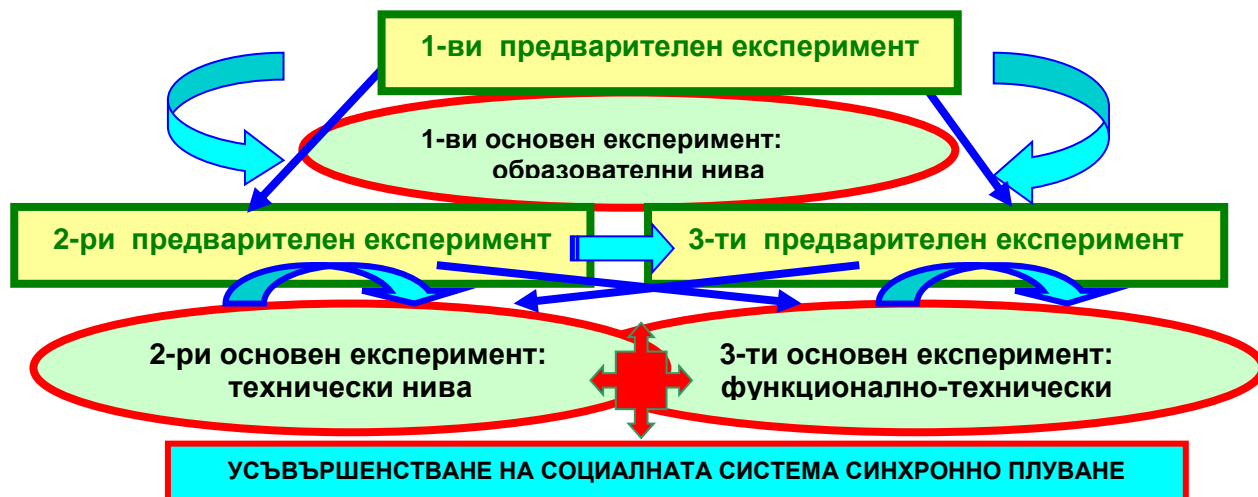 1-ви предварителен експеримент
1-ви основен експеримент:
образователни нива
2-ри предварителен експеримент
3-ти предварителен експеримент
2-ри основен експеримент:
технически нива
3-ти основен експеримент:
функционално-технически
УСЪВЪРШЕНСТВАНЕ НА СОЦИАЛНАТА СИСТЕМА СИНХРОННО ПЛУВАНЕ